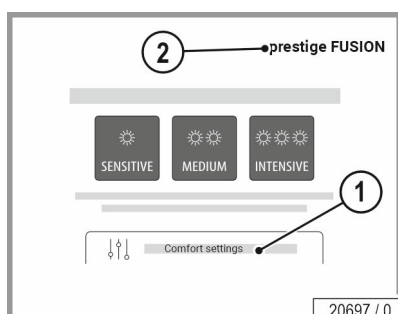 2
prestige FUSION
SENSITIVE MEDIUM INTENSIVE
1
Comfort settings
20697 / 0